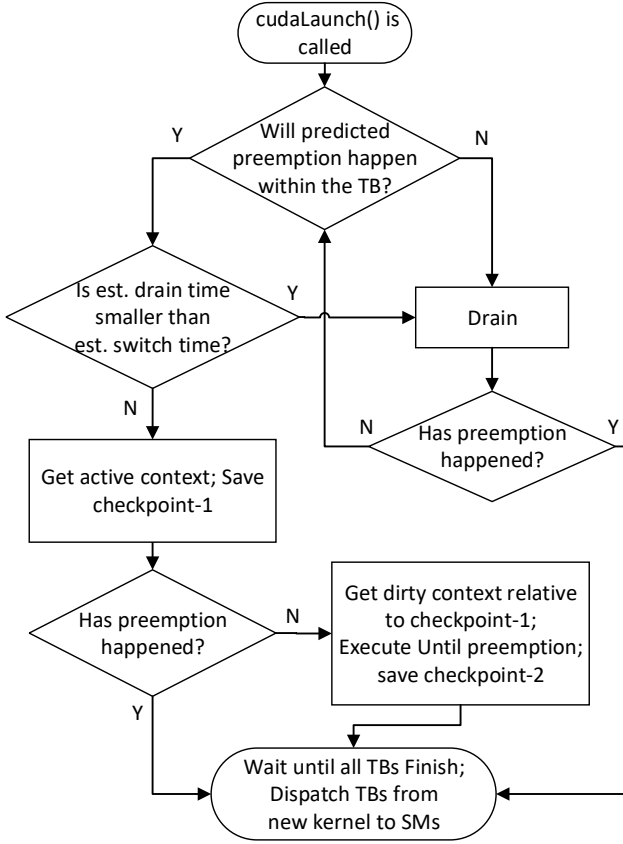 cudaLaunch() is
called
Y
Will predicted
preemption happen
within the TB?
N
Is est. drain time
smaller than
est. switch time?
Y
Drain
N
N
Has preemption
happened?
Y
Get active context; Save
checkpoint-1
Has preemption
happened?
N
Get dirty context relative
to checkpoint-1;
Execute Until preemption;
save checkpoint-2
Y
Wait until all TBs Finish;
Dispatch TBs from
new kernel to SMs